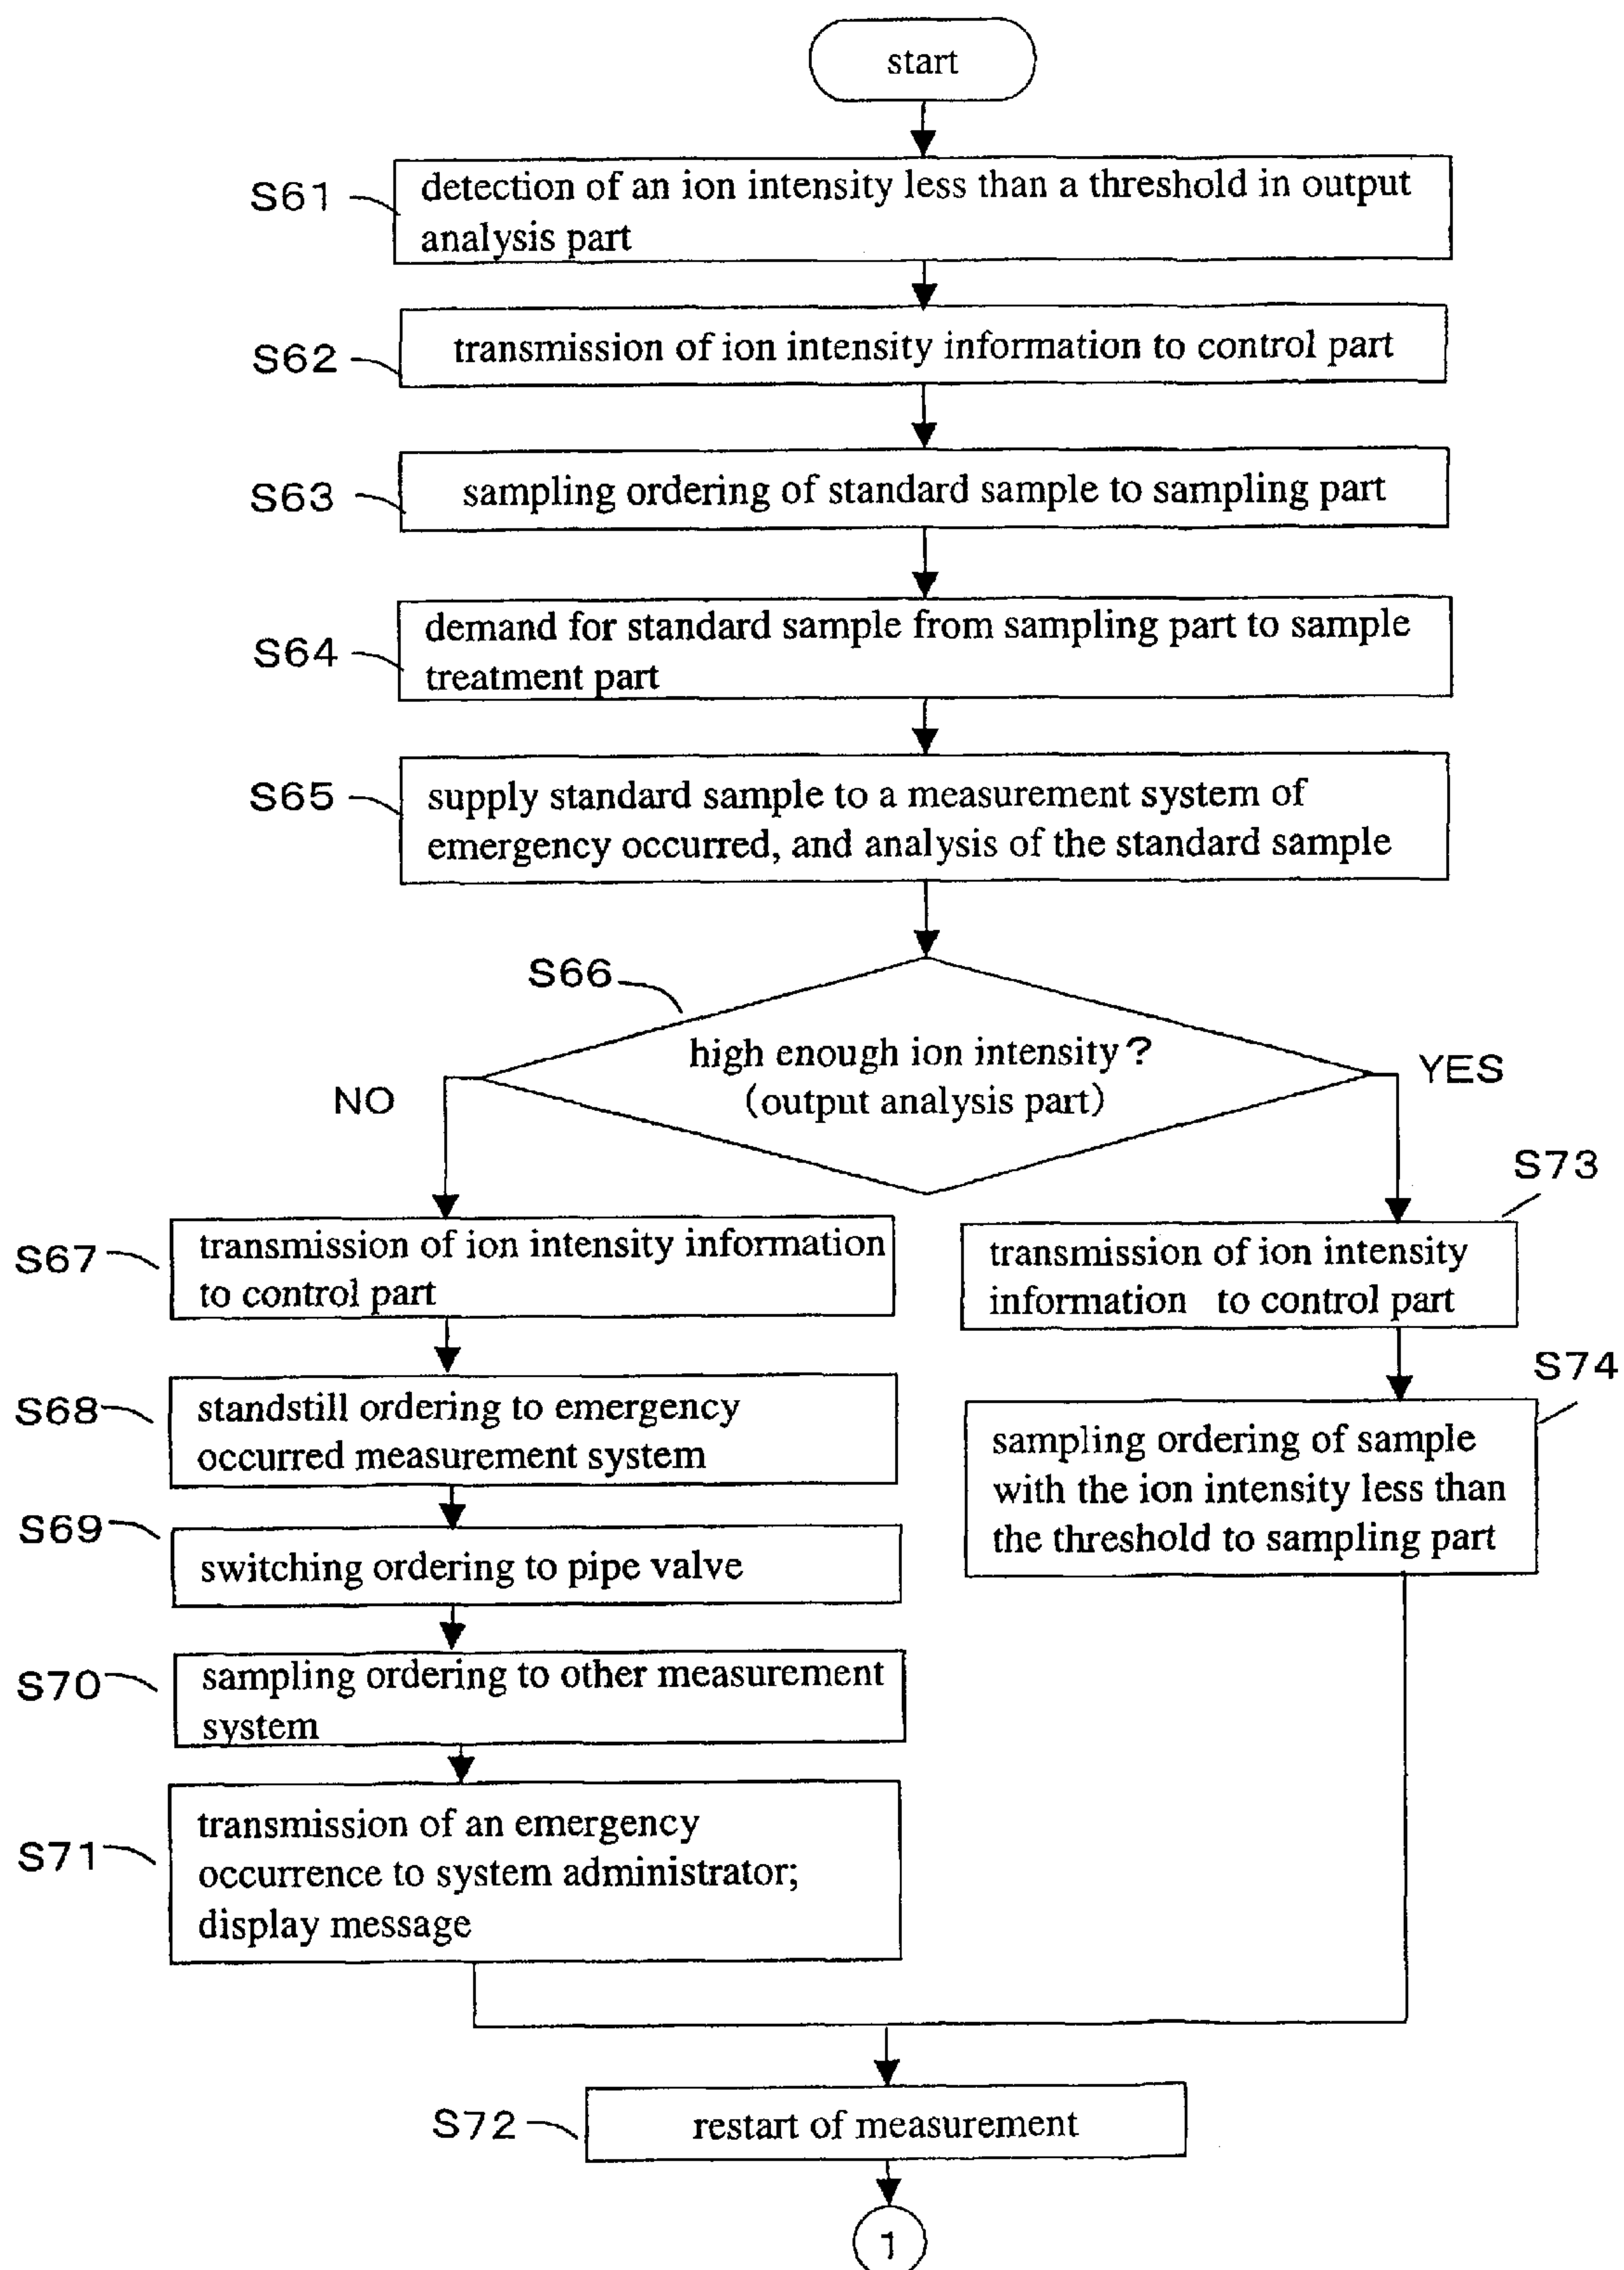 start
S61
detection of an ion intensity less than a threshold in output
analysis part
S62
transmission of ion intensity information to control part
S63
sampling ordering of standard sample to sampling part
S64
demand for standard sample from sampling part to sample
treatment part
S65
supply standard sample to a measurement system of
emergency occurred, and analysis of the standard sample
S66
high enough ion intensity?
(output analysis part)
NO
YES
S67
transmission of ion intensity information
to control part
S68
standstill ordering to emergency
occurred measurement system
S69
switching ordering to pipe valve
S70
sampling ordering to other measurement
system
S71
transmission of an emergency
occurrence to system administrator;
display message
S73
transmission of ion intensity
information to control part
S74
sampling ordering of sample
with the ion intensity less than
the threshold to sampling part
S72
restart of measurement
1